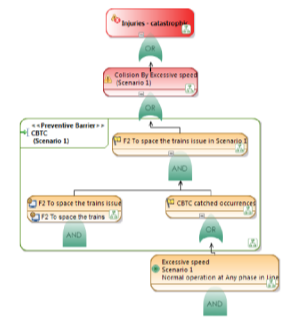 Injuries - catastrophic
OR
Colision By Excessive speed
(Scenario 1)
OR
<<Preventive Barrier>>
CBTC
(Scenario 1)
F2 To space the trains issue in Scenario 1
AND
F2 To space the trains issue
F2 To space the trains
CBTC catched occurrences
AND
OR
Excessive speed
Scenario 1
Normal operation at Any phase in Line
AND